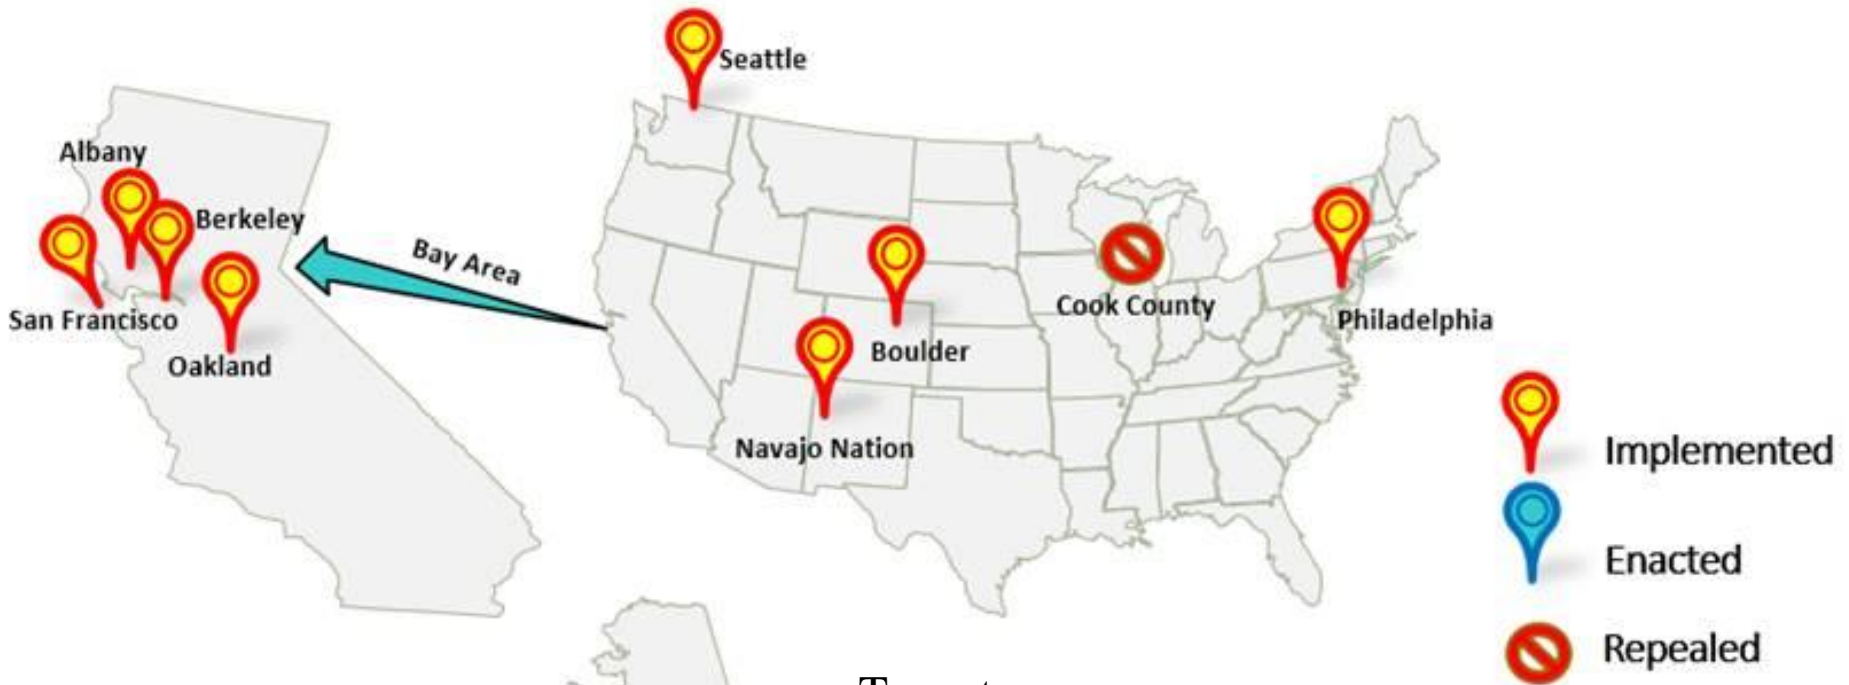 Seattle
Albany
Berkeley
Bay Area
San Francisco
Oakland
Cook County
Philadelphia
Boulder
Navajo Nation
Implemented
Enacted
Repealed